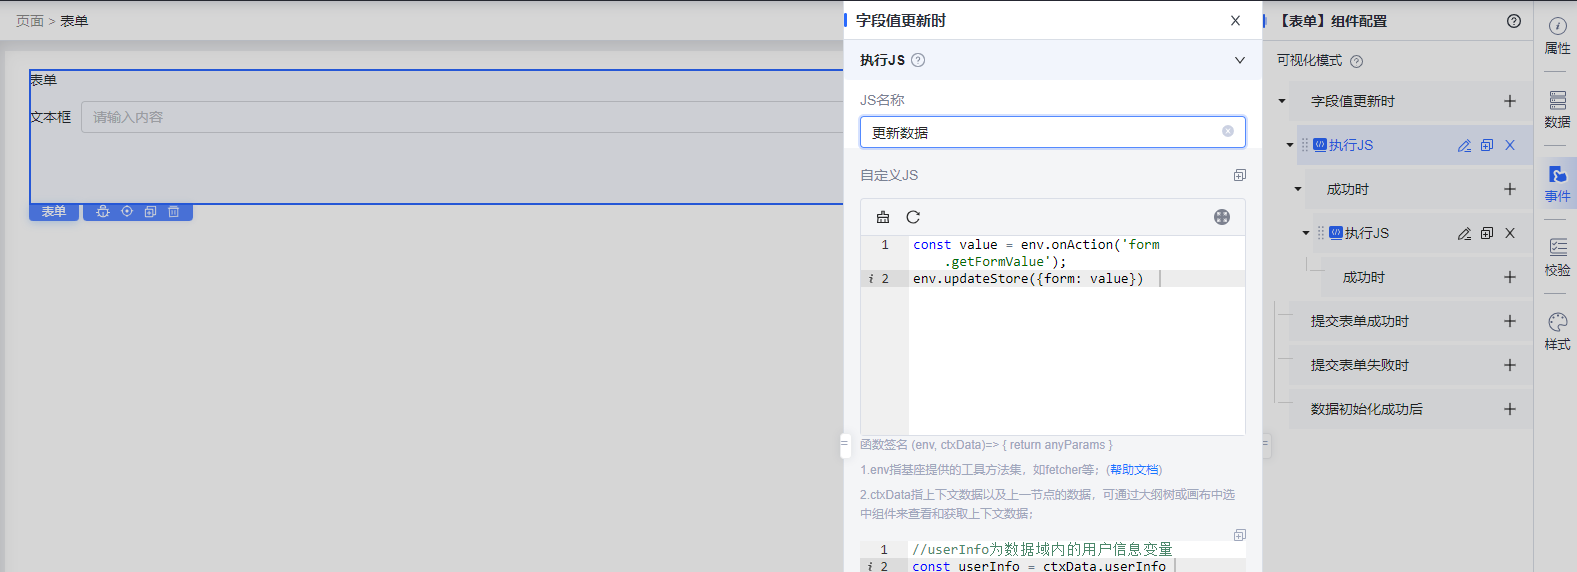 页面 > 表单
表单
文本框 请输入内容
表单
字段值更新时
执行JS
JS名称
更新数据
自定义JS
1 const value = env.onAction('form
.getFormValue');
i 2 env.updateStore({form: value})
函数签名 (env, ctxData)=> { return anyParams }
1.env指基座提供的工具方法集，如fetcher等；(帮助文档)
2.ctxData指上下文数据以及上一节点的数据，可通过大纲树或画布中选
中组件来查看和获取上下文数据；
1 //userInfo为数据域内的用户信息变量
i 2 const userInfo = ctxData.userInfo
【表单】组件配置
可视化模式
字段值更新时
执行JS
成功时
执行JS
成功时
提交表单成功时
提交表单失败时
数据初始化成功后
属性
数据
事件
校验
样式